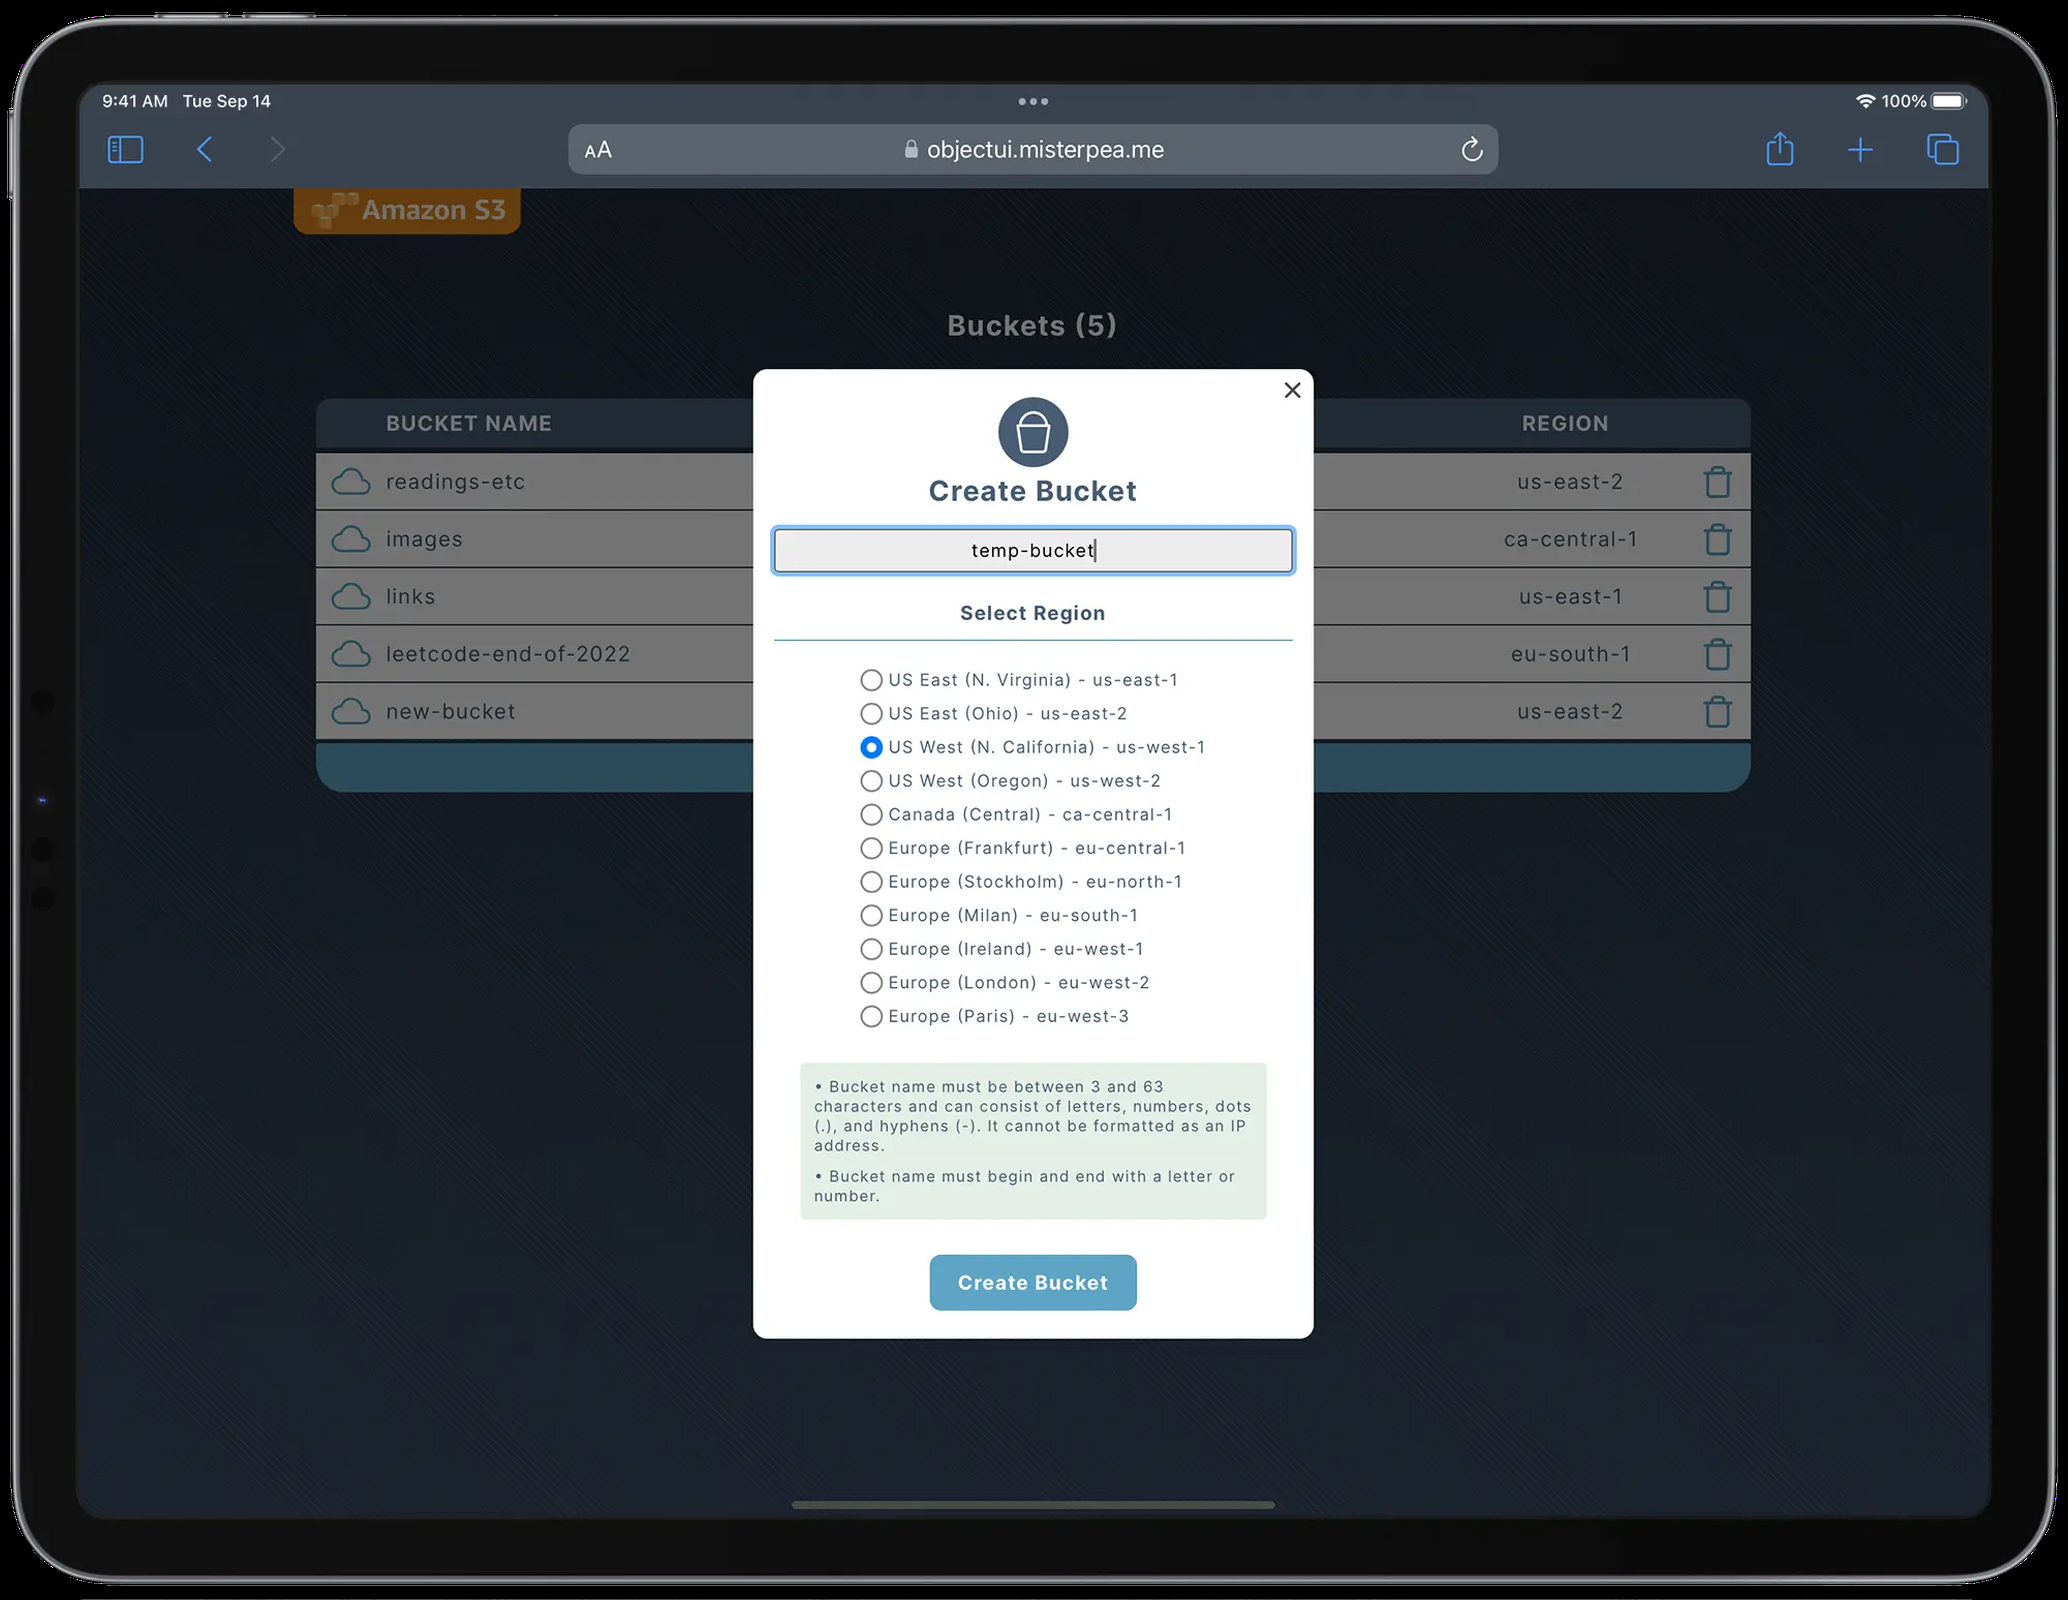 9:41 AM Tue Sep 14
100%
AA
objectui.misterpea.me
Amazon S3
Buckets (5)
BUCKET NAME
REGION
readings-etc
us-east-2
images
ca-central-1
links
us-east-1
leetcode-end-of-2022
eu-south-1
new-bucket
us-east-2
Create Bucket
temp-bucket
Select Region
US East (N. Virginia) - us-east-1
US East (Ohio) - us-east-2
US West (N. California) - us-west-1
US West (Oregon) - us-west-2
Canada (Central) - ca-central-1
Europe (Frankfurt) - eu-central-1
Europe (Stockholm) - eu-north-1
Europe (Milan) - eu-south-1
Europe (Ireland) - eu-west-1
Europe (London) - eu-west-2
Europe (Paris) - eu-west-3
• Bucket name must be between 3 and 63
characters and can consist of letters, numbers, dots
(.), and hyphens (-). It cannot be formatted as an IP
address.
• Bucket name must begin and end with a letter or
number.
Create Bucket